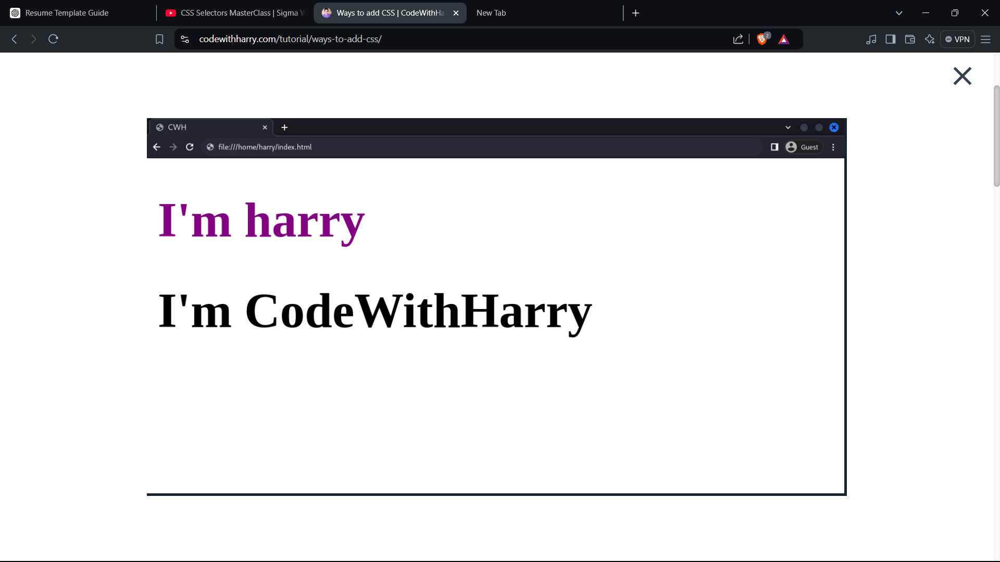 Resume Template Guide
CSS Selectors MasterClass | Sigma W
Ways to add CSS | CodeWithHa
New Tab
codewithharry.com/tutorial/ways-to-add-css/
2
VPN
CWH
file:///home/harry/index.html
Guest
I'm harry
I'm CodeWithHarry